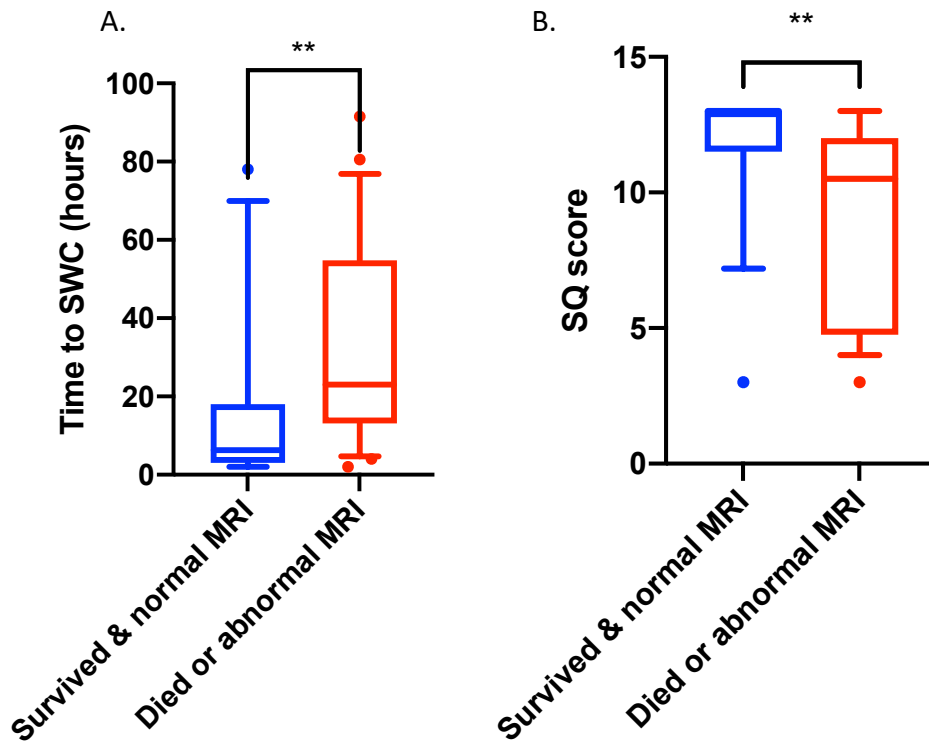 A.
**
Time to SWC (hours)
100
80
60
40
20
0
Survived & normal MRI
Died or abnormal MRI
B.
**
SQ score
15
10
5
0
Survived & normal MRI
Died or abnormal MRI